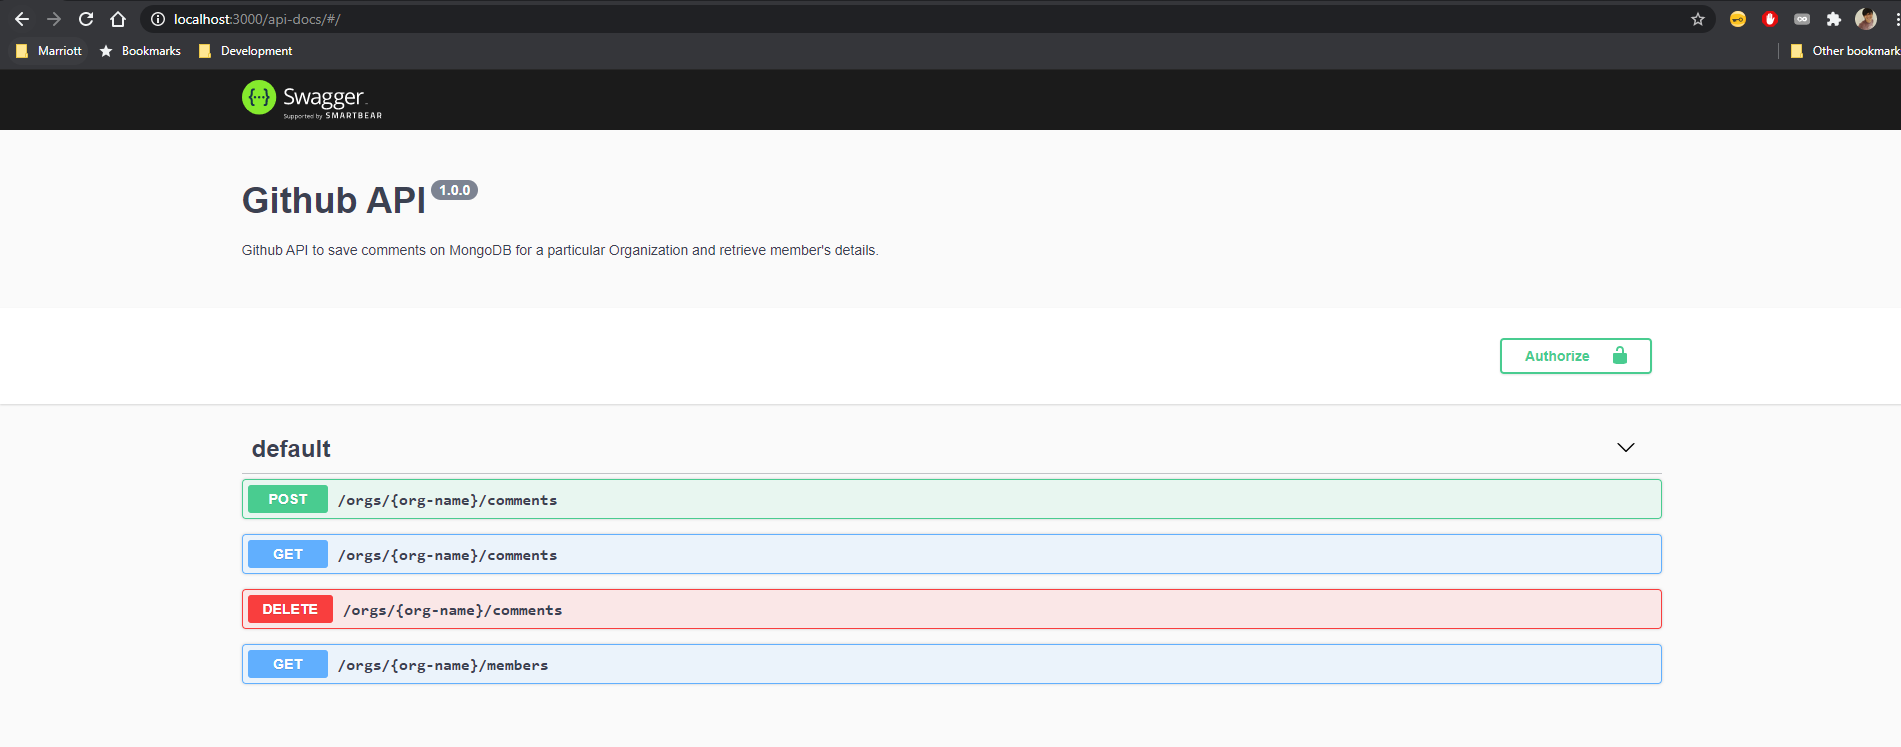 localhost:3000/api-docs/#/
Marriott Bookmarks Development Other bookmark
{···} Swagger
Supported by SMARTBEAR
Github API 1.0.0
Github API to save comments on MongoDB for a particular Organization and retrieve member's details.
Authorize
default
POST /orgs/{org-name}/comments
GET /orgs/{org-name}/comments
DELETE /orgs/{org-name}/comments
GET /orgs/{org-name}/members